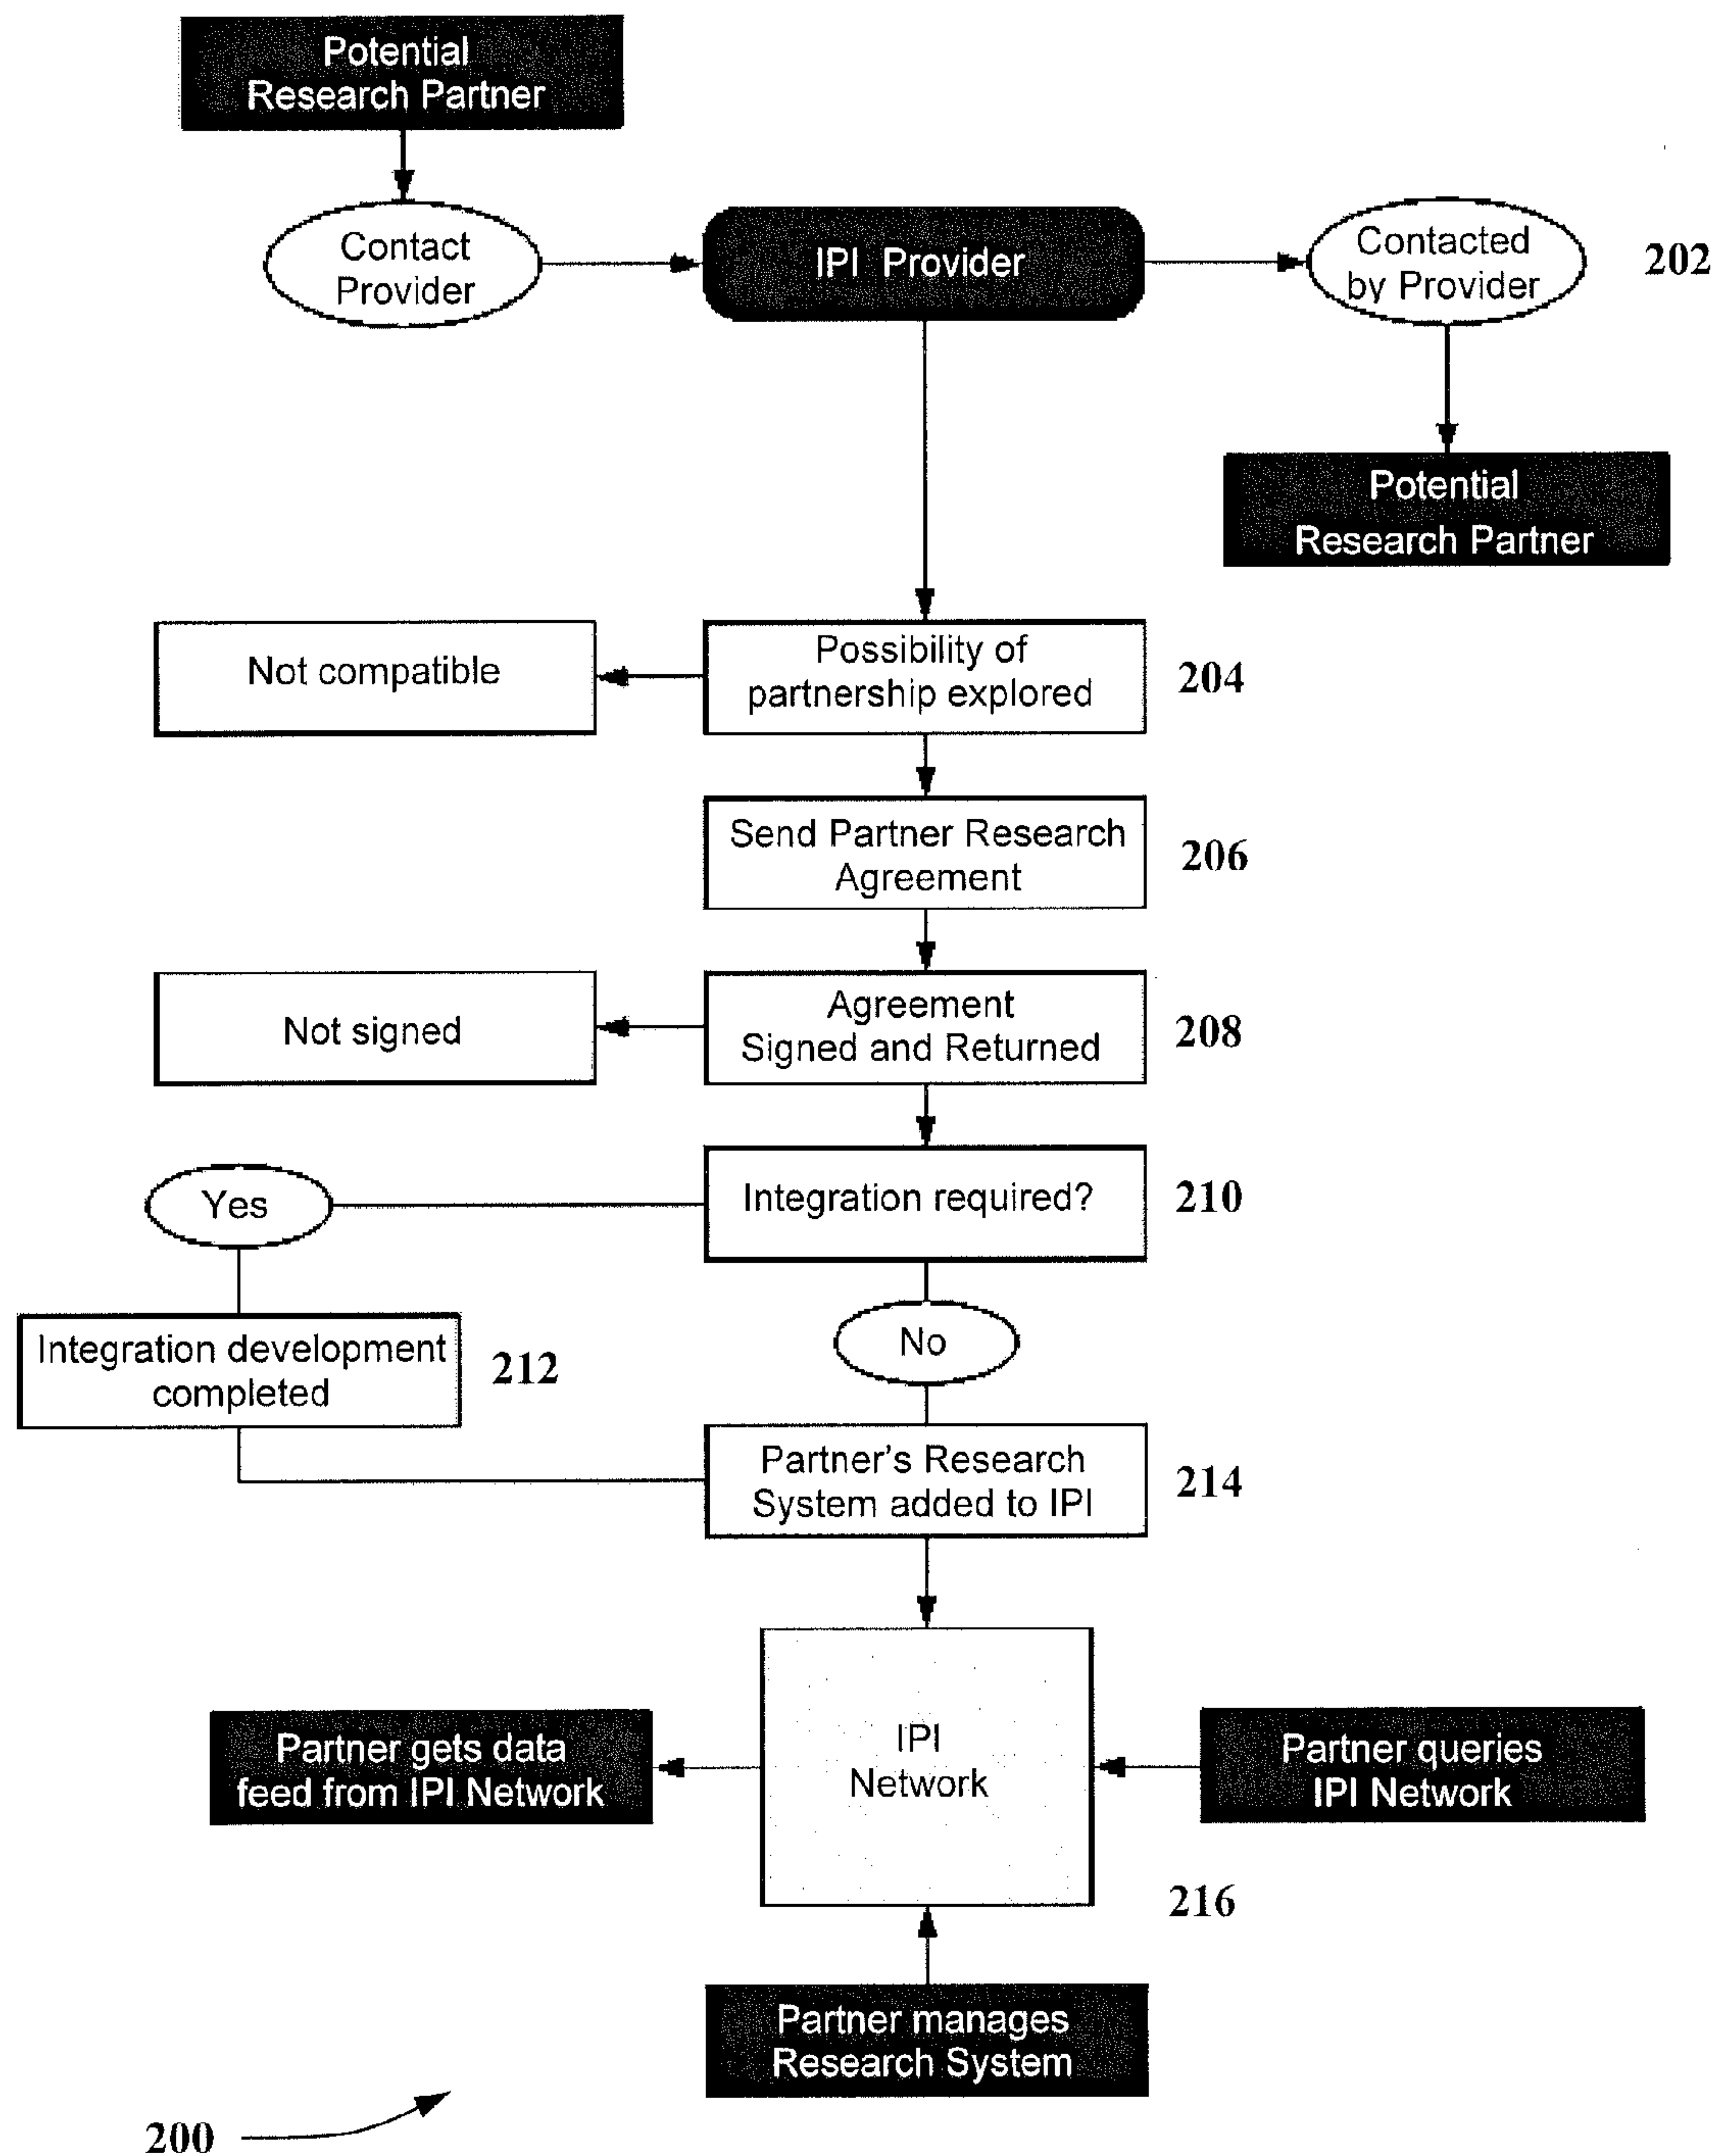 Potential
Research Partner
Contact
Provider
IPI Provider
Contacted
by Provider
202
Potential
Research Partner
Not compatible
Possibility of
partnership explored
204
Send Partner Research
Agreement
206
Not signed
Agreement
Signed and Returned
208
Yes
Integration required?
210
Integration development
completed
212
No
Partner's Research
System added to IPI
214
Partner gets data
feed from IPI Network
IPI
Network
Partner queries
IPI Network
216
Partner manages
Research System
200